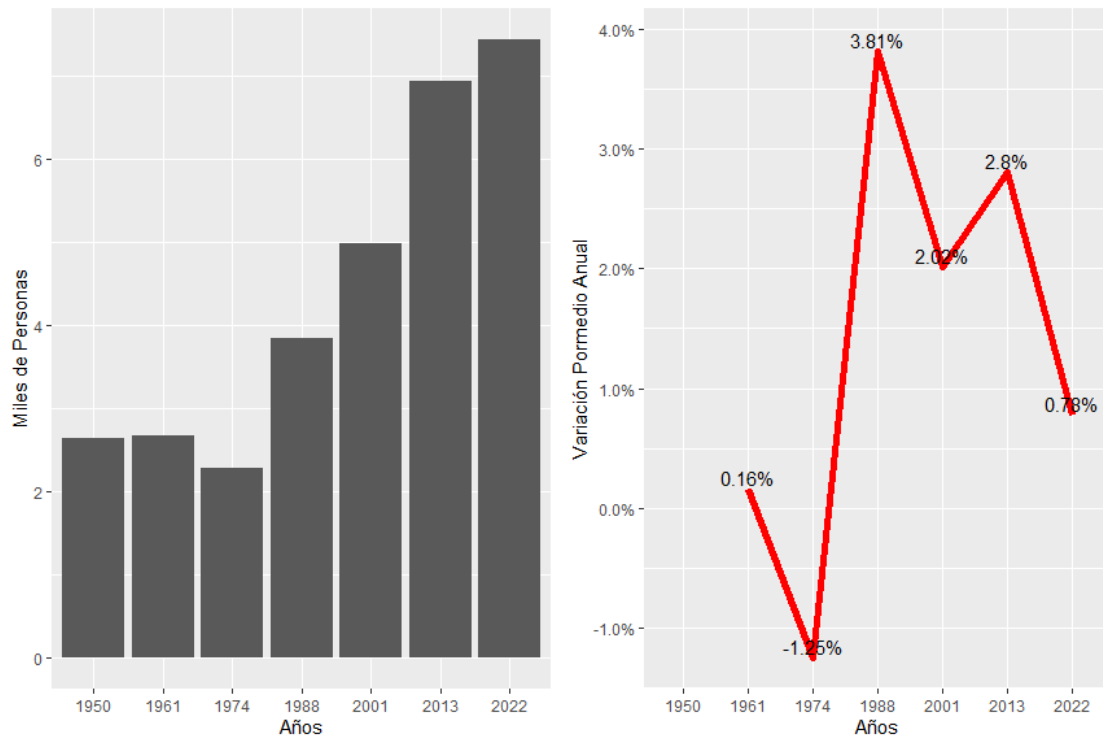 Miles de Personas
6
4
2
0
1950 1961 1974 1988 2001 2013 2022
Años
Variación Pormedio Anual
4.0%
3.0%
2.0%
1.0%
0.0%
-1.0%
0.16%
-1.25%
3.81%
2.02%
2.8%
0.78%
1950 1961 1974 1988 2001 2013 2022
Años